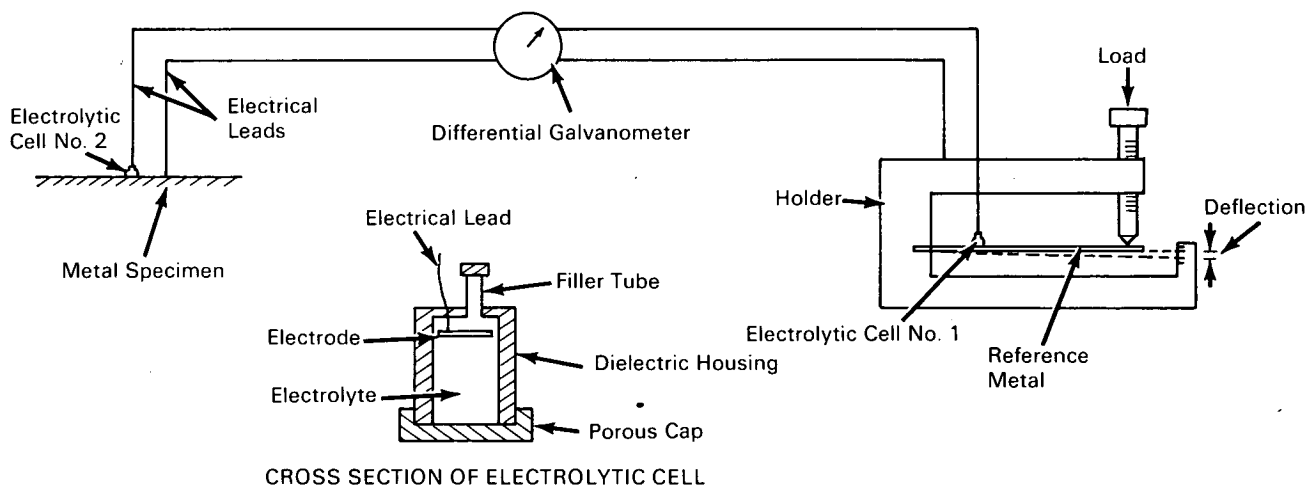 Load
Electrolytic
Cell No. 2
Electrical
Leads
Differential Galvanometer
Holder
Deflection
Metal Specimen
Electrical Lead
Filler Tube
Electrode
Dielectric Housing
Electrolyte
Porous Cap
Electrolytic Cell No. 1
Reference
Metal
CROSS SECTION OF ELECTROLYTIC CELL